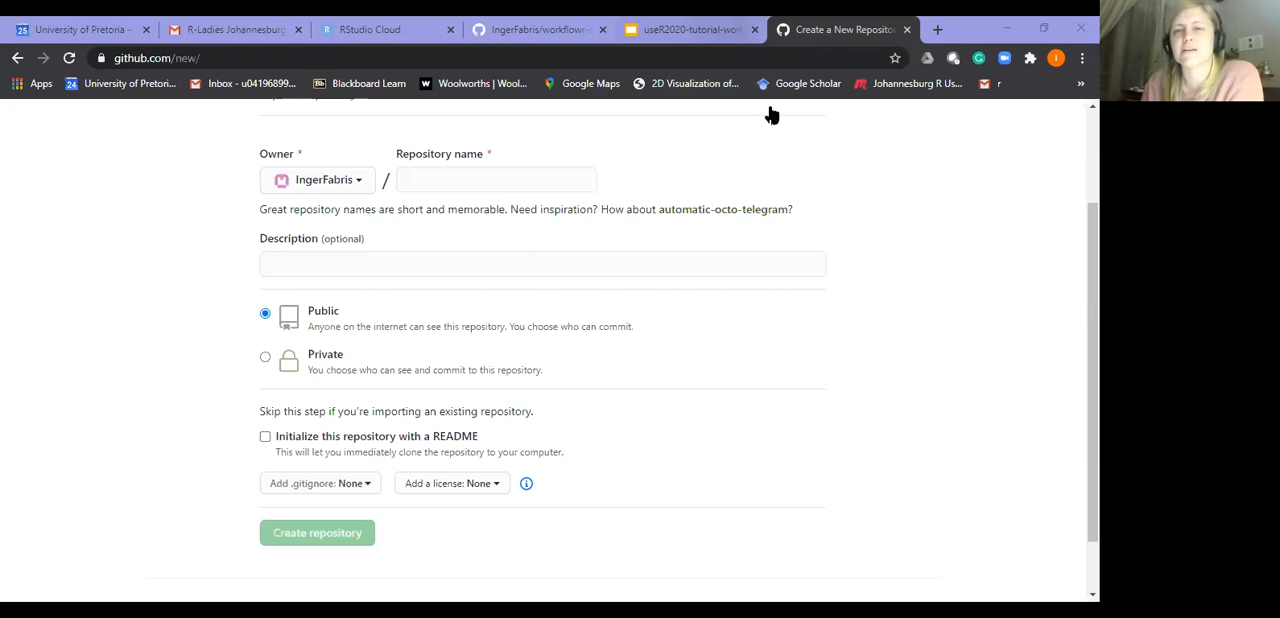 University of Pretoria –
R-Ladies Johannesburg
RStudio Cloud
IngerFabris/workflowr-
useR2020-tutorial-wor
Create a New Repositor
github.com/new/
Apps
University of Pretori...
Inbox - u04196899...
Blackboard Learn
Woolworths | Wool...
Google Maps
2D Visualization of...
Google Scholar
Johannesburg R Us...
r
»
Owner *
Repository name *
IngerFabris
/
Great repository names are short and memorable. Need inspiration? How about automatic-octo-telegram?
Description (optional)
Public
Anyone on the internet can see this repository. You choose who can commit.
Private
You choose who can see and commit to this repository.
Skip this step if you're importing an existing repository.
Initialize this repository with a README
This will let you immediately clone the repository to your computer.
Add .gitignore: None
Add a license: None
Create repository